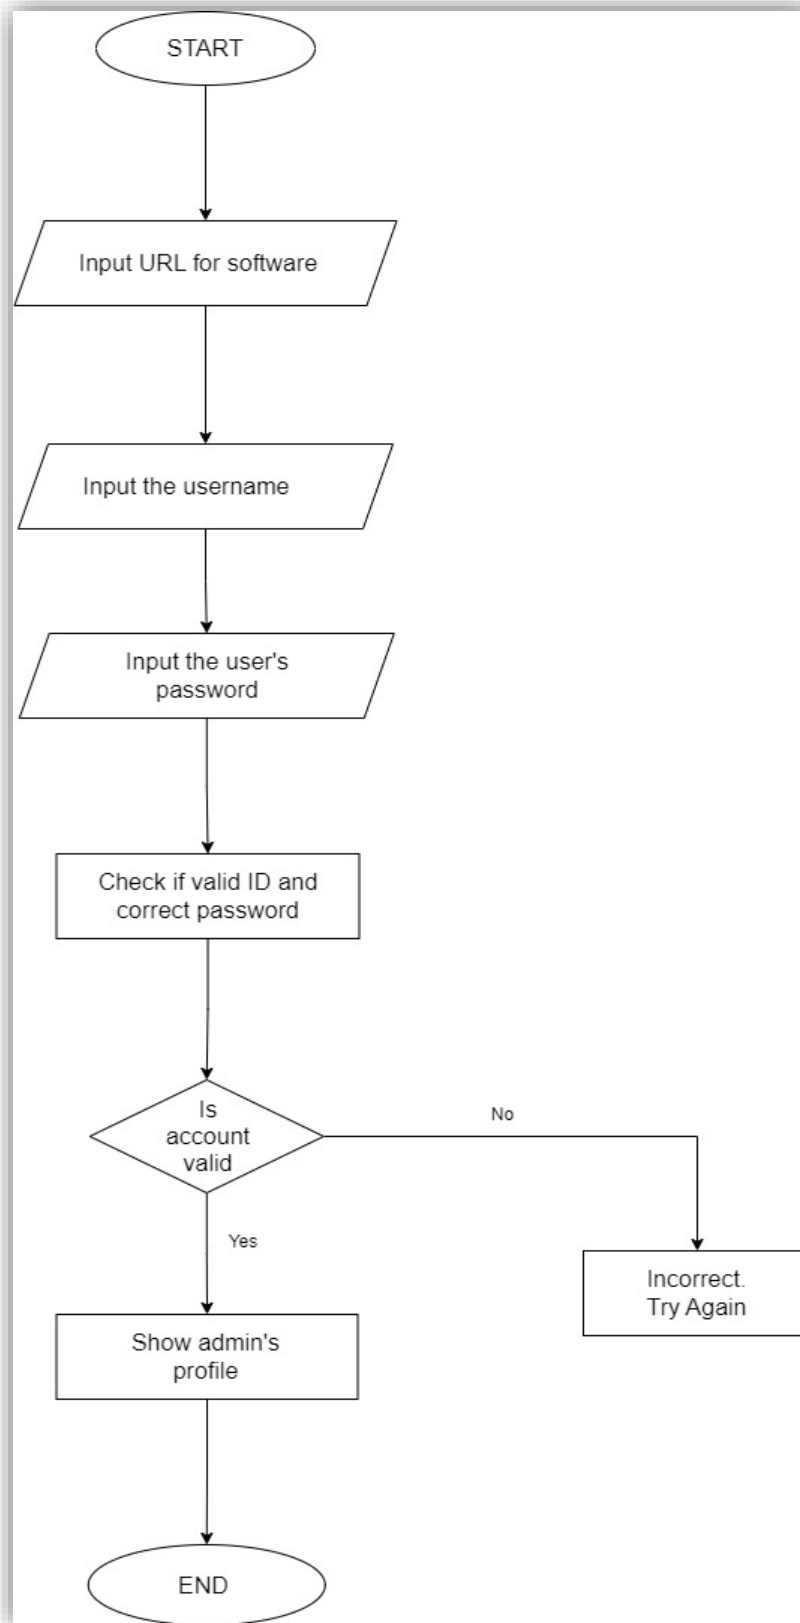 START
Input URL for software
Input the username
Input the user's
password
Check if valid ID and
correct password
Is
account
valid
No
Yes
Incorrect.
Try Again
Show admin's
profile
END